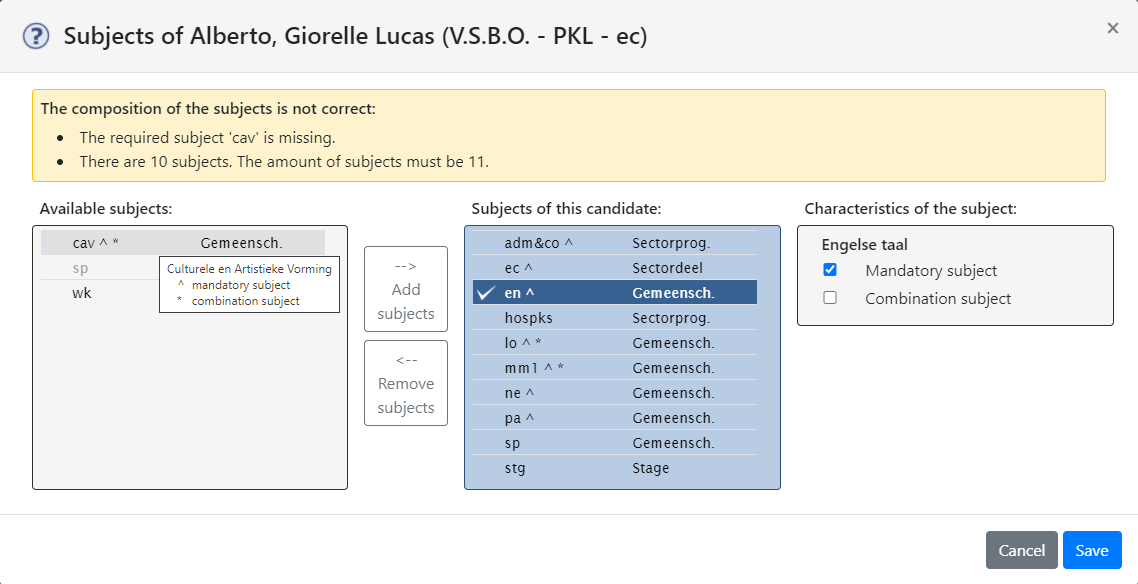 ? Subjects of Alberto, Giorelle Lucas (V.S.B.O. - PKL - ec) ×
The composition of the subjects is not correct:
• The required subject 'cav' is missing.
• There are 10 subjects. The amount of subjects must be 11.
Available subjects:
cav ^ * Gemeensch.
sp
wk
Culturele en Artistieke Vorming
^ mandatory subject
* combination subject
-->
Add
subjects
<--
Remove
subjects
Subjects of this candidate:
adm&co ^ Sectorprog.
ec ^ Sectordeel
en ^ Gemeensch.
hospks Sectorprog.
lo ^ * Gemeensch.
mm1 ^ * Gemeensch.
ne ^ Gemeensch.
pa ^ Gemeensch.
sp Gemeensch.
stg Stage
Characteristics of the subject:
Engelse taal
Mandatory subject
Combination subject
Cancel Save